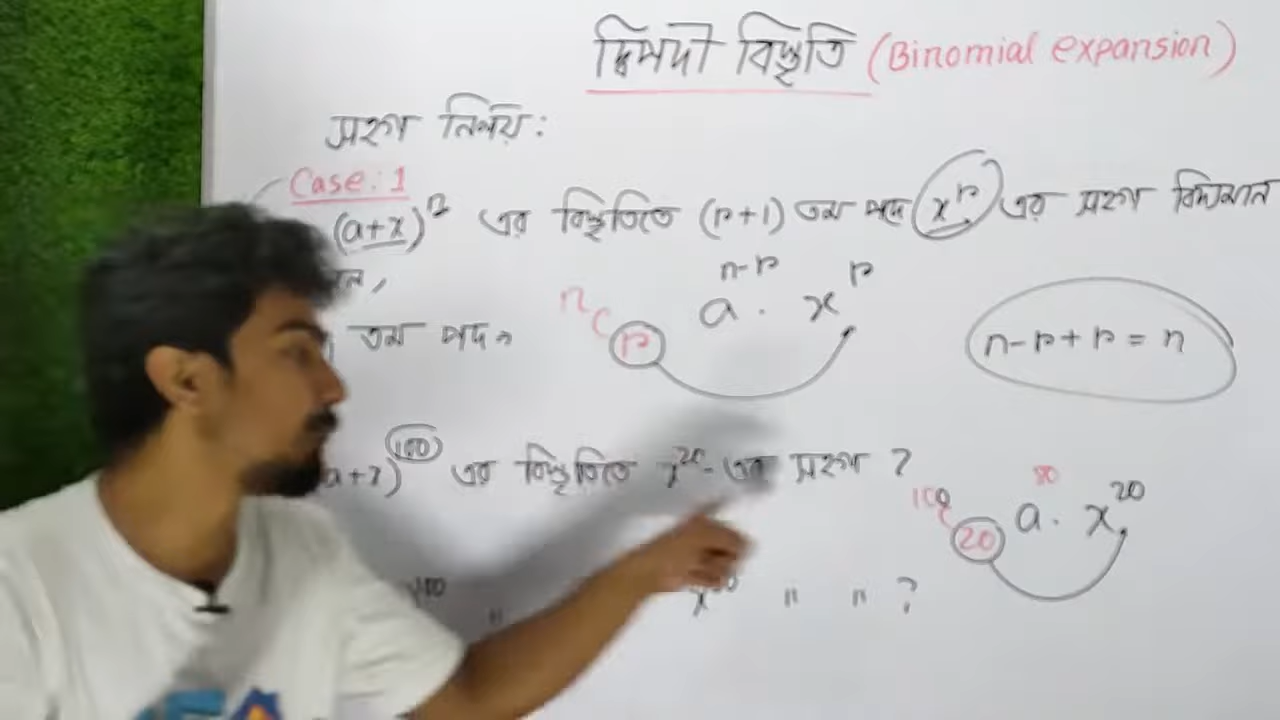 দ্বিপদী বিস্তৃতি (Binomial expansion)
সহগ নির্ণয়:
Case: 1
(a+x)ⁿ এর বিস্তৃতিতে (r+1) তম পদে xʳ এর সহগ বিদ্যমান
তম পদ = ⁿCᵣ aⁿ⁻ʳ . xʳ
n-r+r = n
a+x)¹⁰⁰ এর বিস্তৃতিতে x²⁰- এর সহগ ?
¹⁰⁰C₂₀ a⁸⁰ . x²⁰
" " " ?